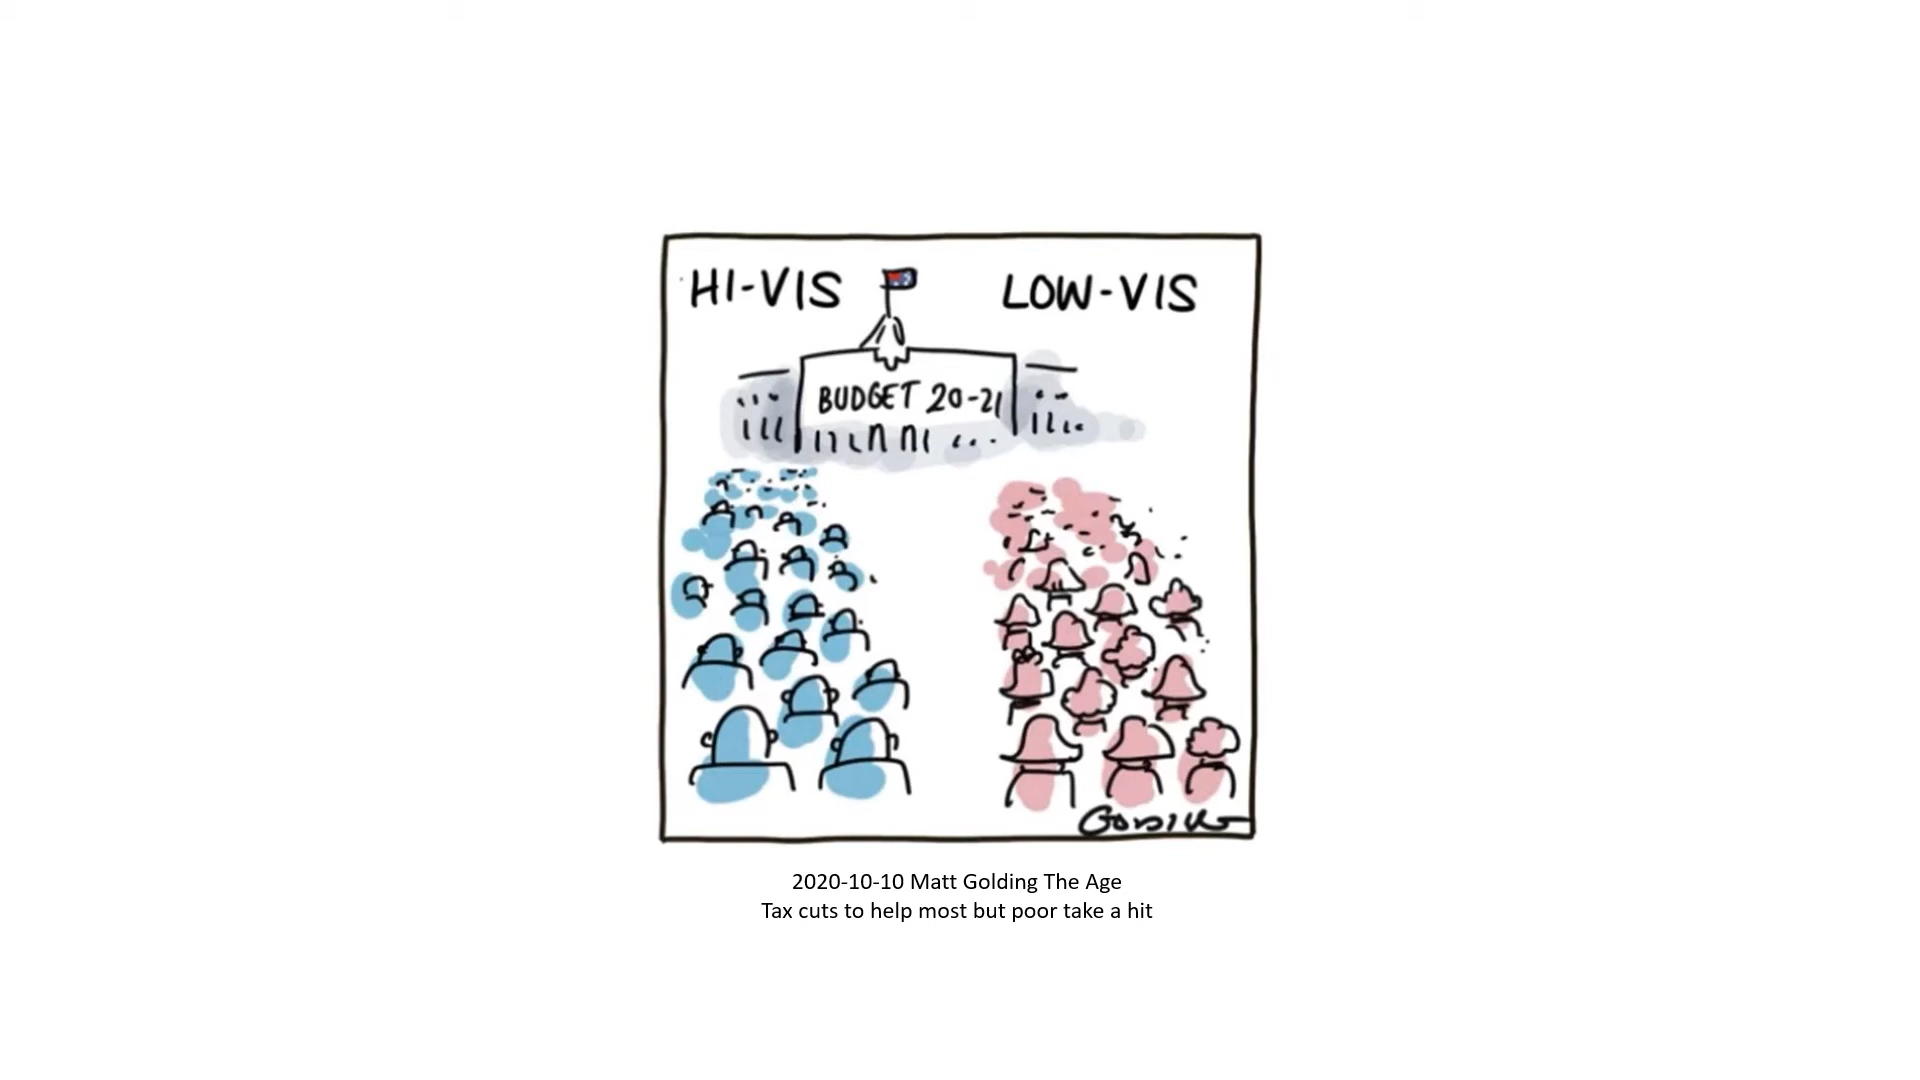 HI-VIS
LOW-VIS
BUDGET 20-21
Golding
2020-10-10 Matt Golding The Age
Tax cuts to help most but poor take a hit